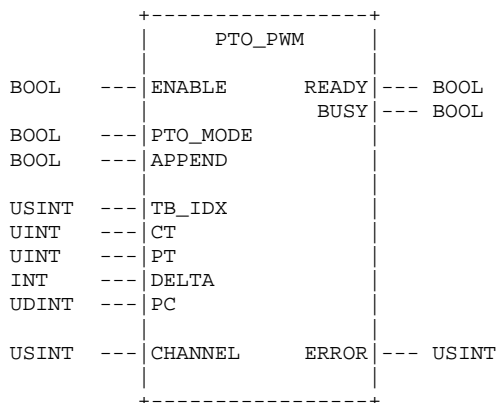 +------------------+
| PTO_PWM |
| |
BOOL ---|ENABLE READY|--- BOOL
| BUSY|--- BOOL
BOOL ---|PTO_MODE |
BOOL ---|APPEND |
| |
USINT ---|TB_IDX |
UINT ---|CT |
UINT ---|PT |
INT ---|DELTA |
UDINT ---|PC |
| |
USINT ---|CHANNEL ERROR|--- USINT
| |
+------------------+